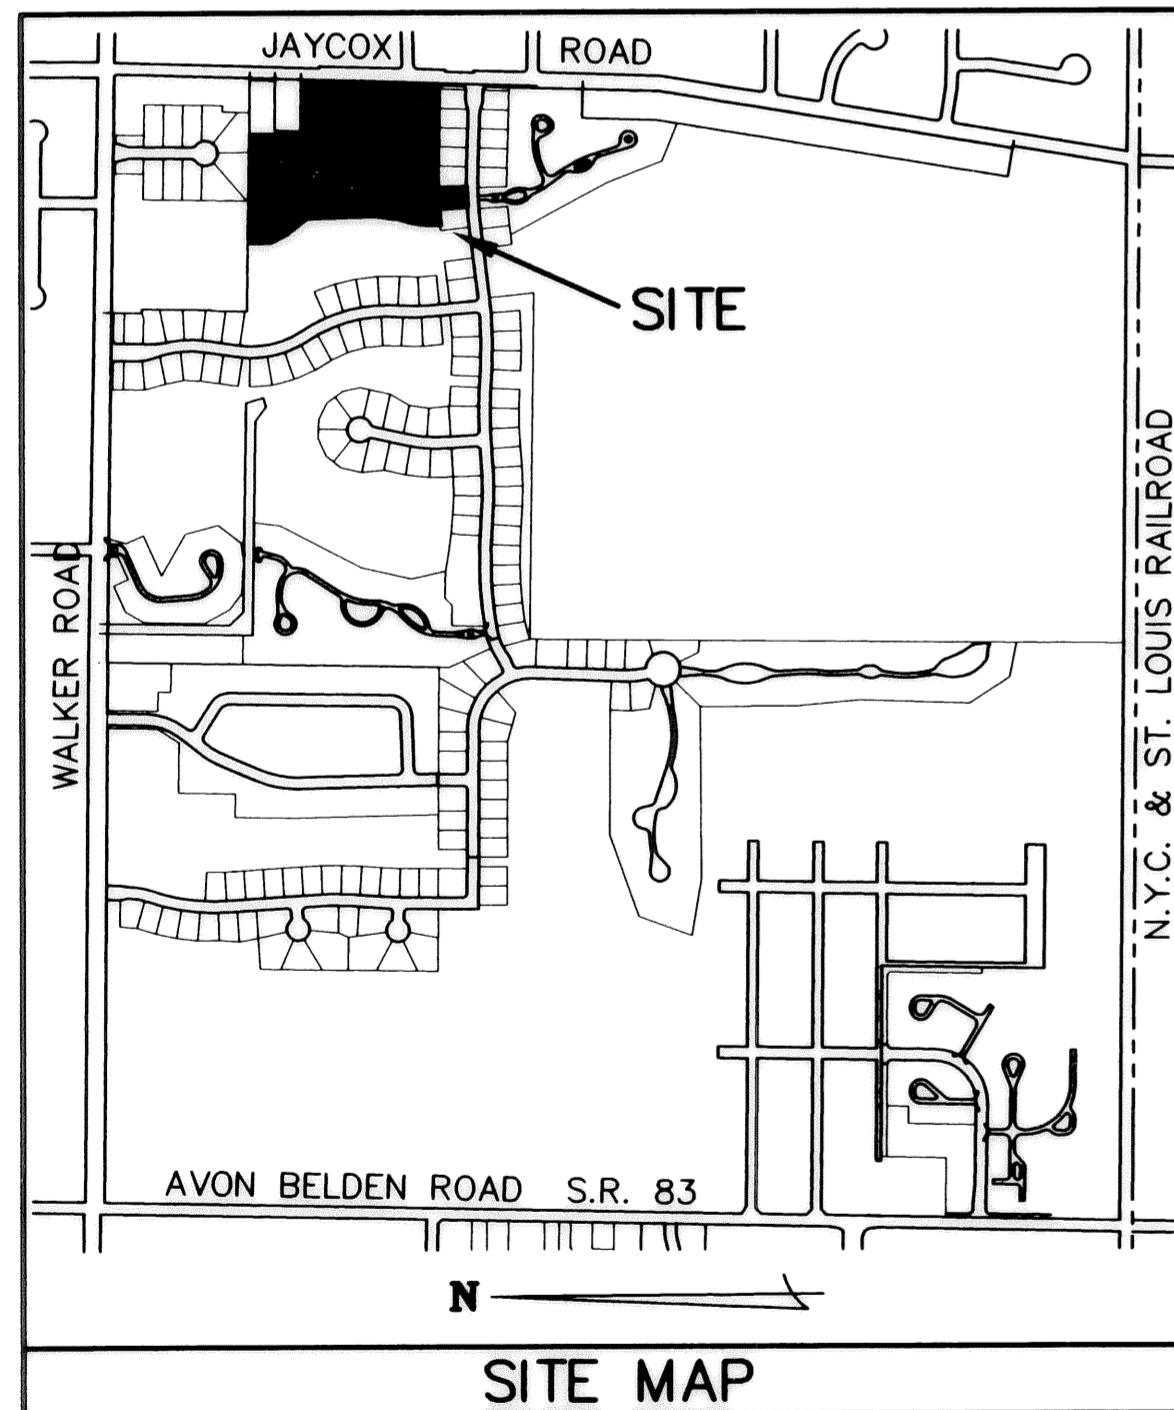 JAYCOX ROAD
SITE
WALKER ROAD
N.Y.C. & ST. LOUIS RAILROAD
AVON BELDEN ROAD S.R. 83
N
SITE MAP